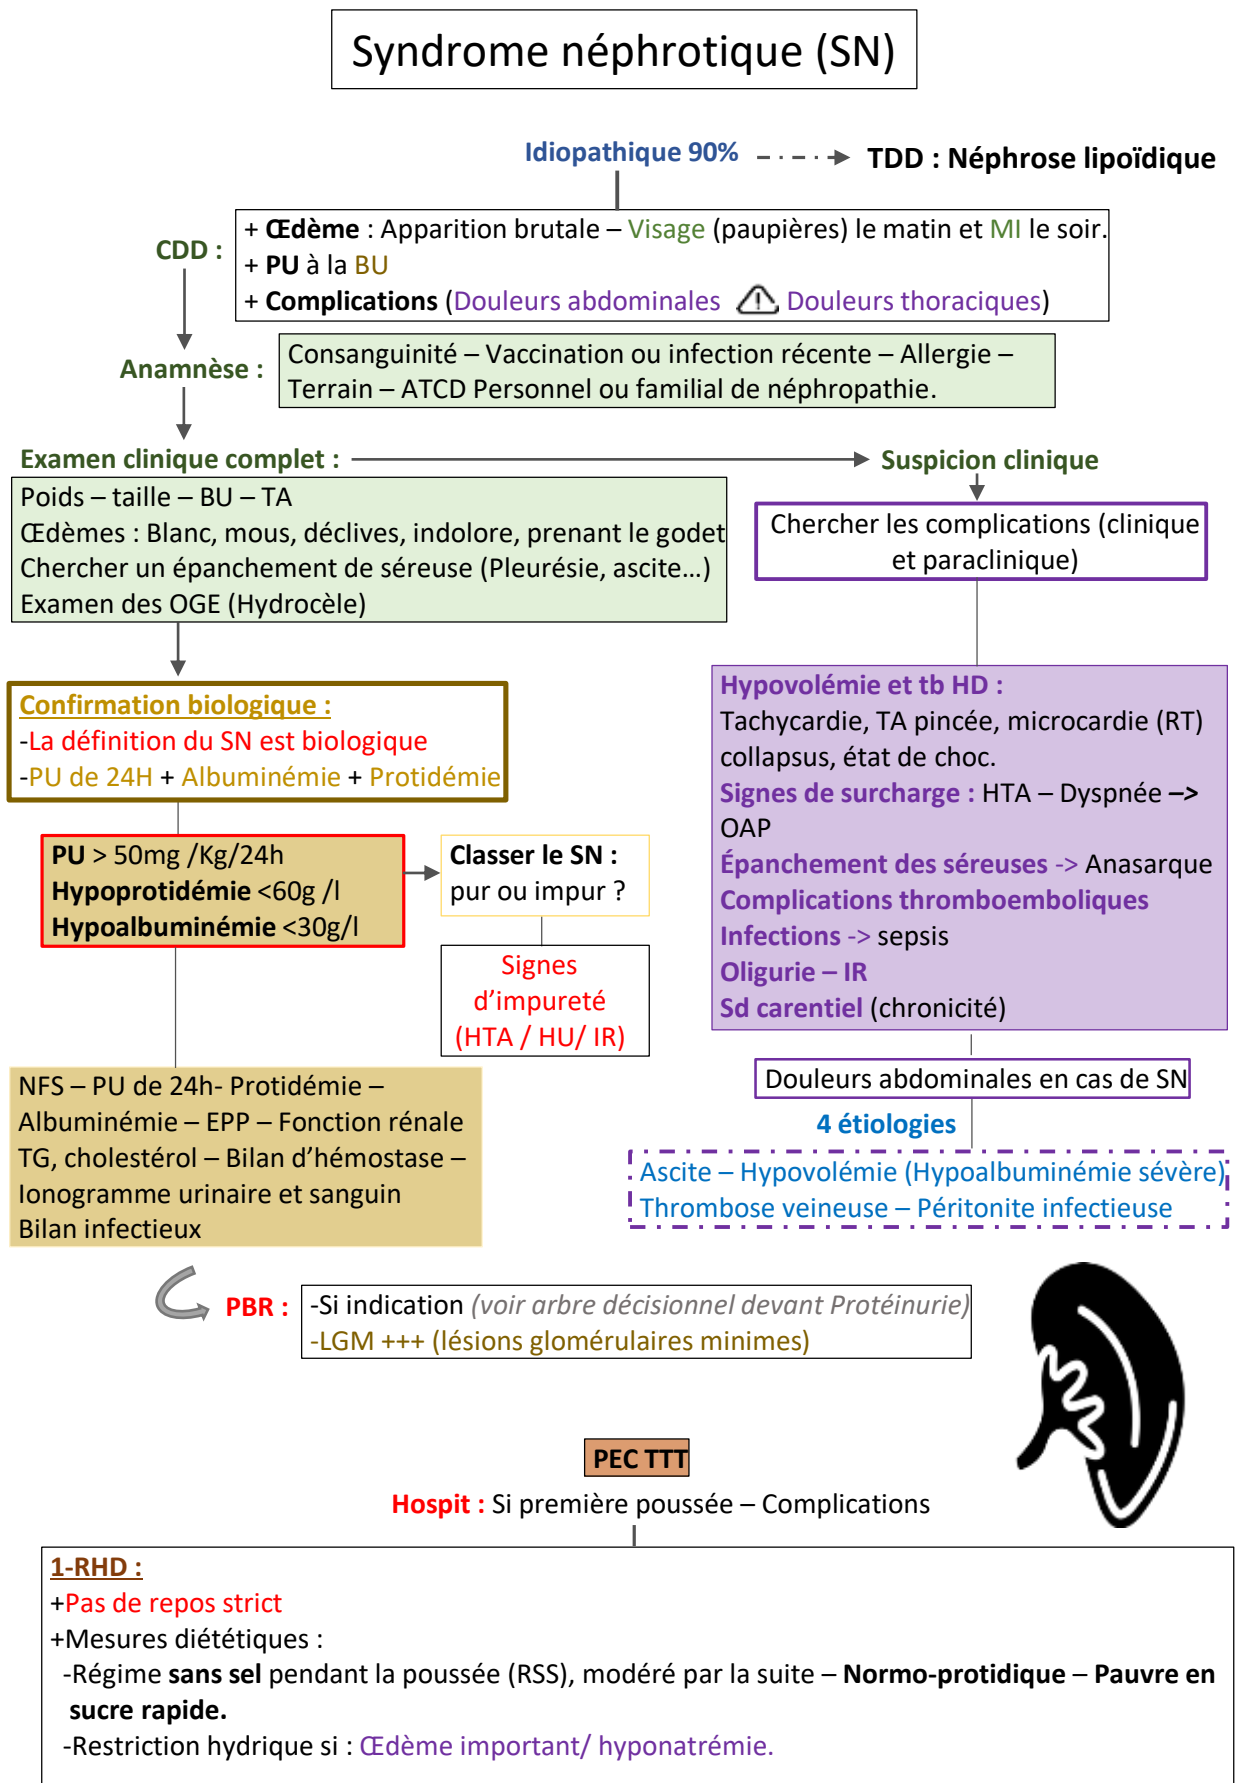 Syndrome néphrotique (SN)
Idiopathique 90%
TDD : Néphrose lipoïdique
CDD :
+ Œdème : Apparition brutale – Visage (paupières) le matin et MI le soir.
+ PU à la BU
+ Complications (Douleurs abdominales Douleurs thoraciques)
Anamnèse :
Consanguinité – Vaccination ou infection récente – Allergie –
Terrain – ATCD Personnel ou familial de néphropathie.
Examen clinique complet :
Poids – taille – BU – TA
Œdèmes : Blanc, mous, déclives, indolore, prenant le godet
Chercher un épanchement de séreuse (Pleurésie, ascite…)
Examen des OGE (Hydrocèle)
Suspicion clinique
Chercher les complications (clinique
et paraclinique)
Confirmation biologique :
-La définition du SN est biologique
-PU de 24H + Albuminémie + Protidémie
PU > 50mg /Kg/24h
Hypoprotidémie <60g /l
Hypoalbuminémie <30g/l
Classer le SN :
pur ou impur ?
Signes
d’impureté
(HTA / HU/ IR)
Hypovolémie et tb HD :
Tachycardie, TA pincée, microcardie (RT)
collapsus, état de choc.
Signes de surcharge : HTA – Dyspnée –>
OAP
Épanchement des séreuses -> Anasarque
Complications thromboemboliques
Infections -> sepsis
Oligurie – IR
Sd carentiel (chronicité)
Douleurs abdominales en cas de SN
4 étiologies
Ascite – Hypovolémie (Hypoalbuminémie sévère)
Thrombose veineuse – Péritonite infectieuse
NFS – PU de 24h- Protidémie –
Albuminémie – EPP – Fonction rénale
TG, cholestérol – Bilan d’hémostase –
Ionogramme urinaire et sanguin
Bilan infectieux
PBR :
-Si indication (voir arbre décisionnel devant Protéinurie)
-LGM +++ (lésions glomérulaires minimes)
PEC TTT
Hospit : Si première poussée – Complications
1-RHD :
+Pas de repos strict
+Mesures diététiques :
-Régime sans sel pendant la poussée (RSS), modéré par la suite – Normo-protidique – Pauvre en
sucre rapide.
-Restriction hydrique si : Œdème important/ hyponatrémie.